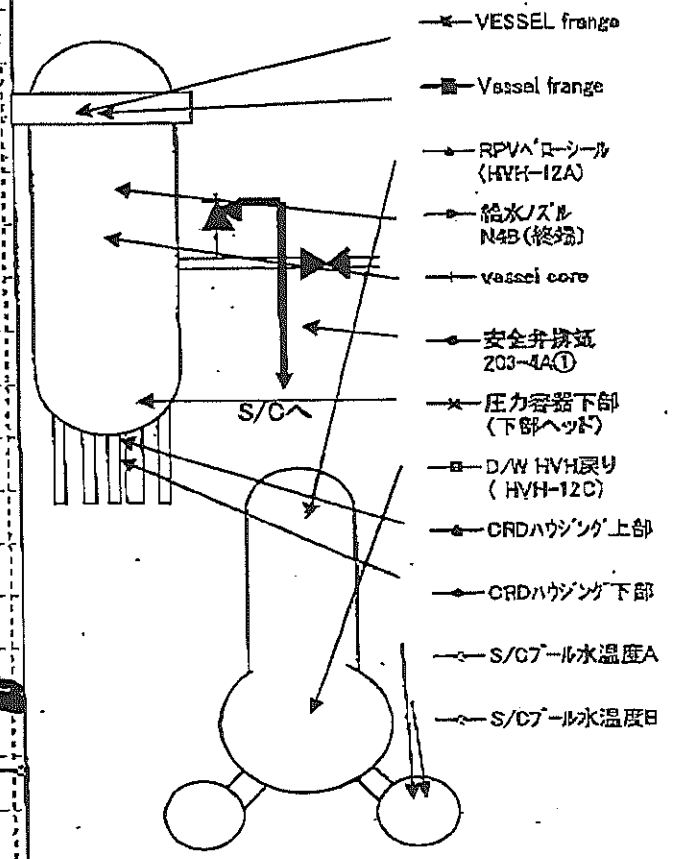 VESSEL frange
Vassal frange
RPVベローシール
(HVH-12A)
給水ノズル
N4B(終端)
vassel core
安全弁排気
203-4A①
圧力容器下部
(下部ヘッド)
D/W HVH戻り
( HVH-12C)
CRDハウジング上部
CRDハウジング下部
S/Cプール水温度A
S/Cプール水温度B
S/Cへ